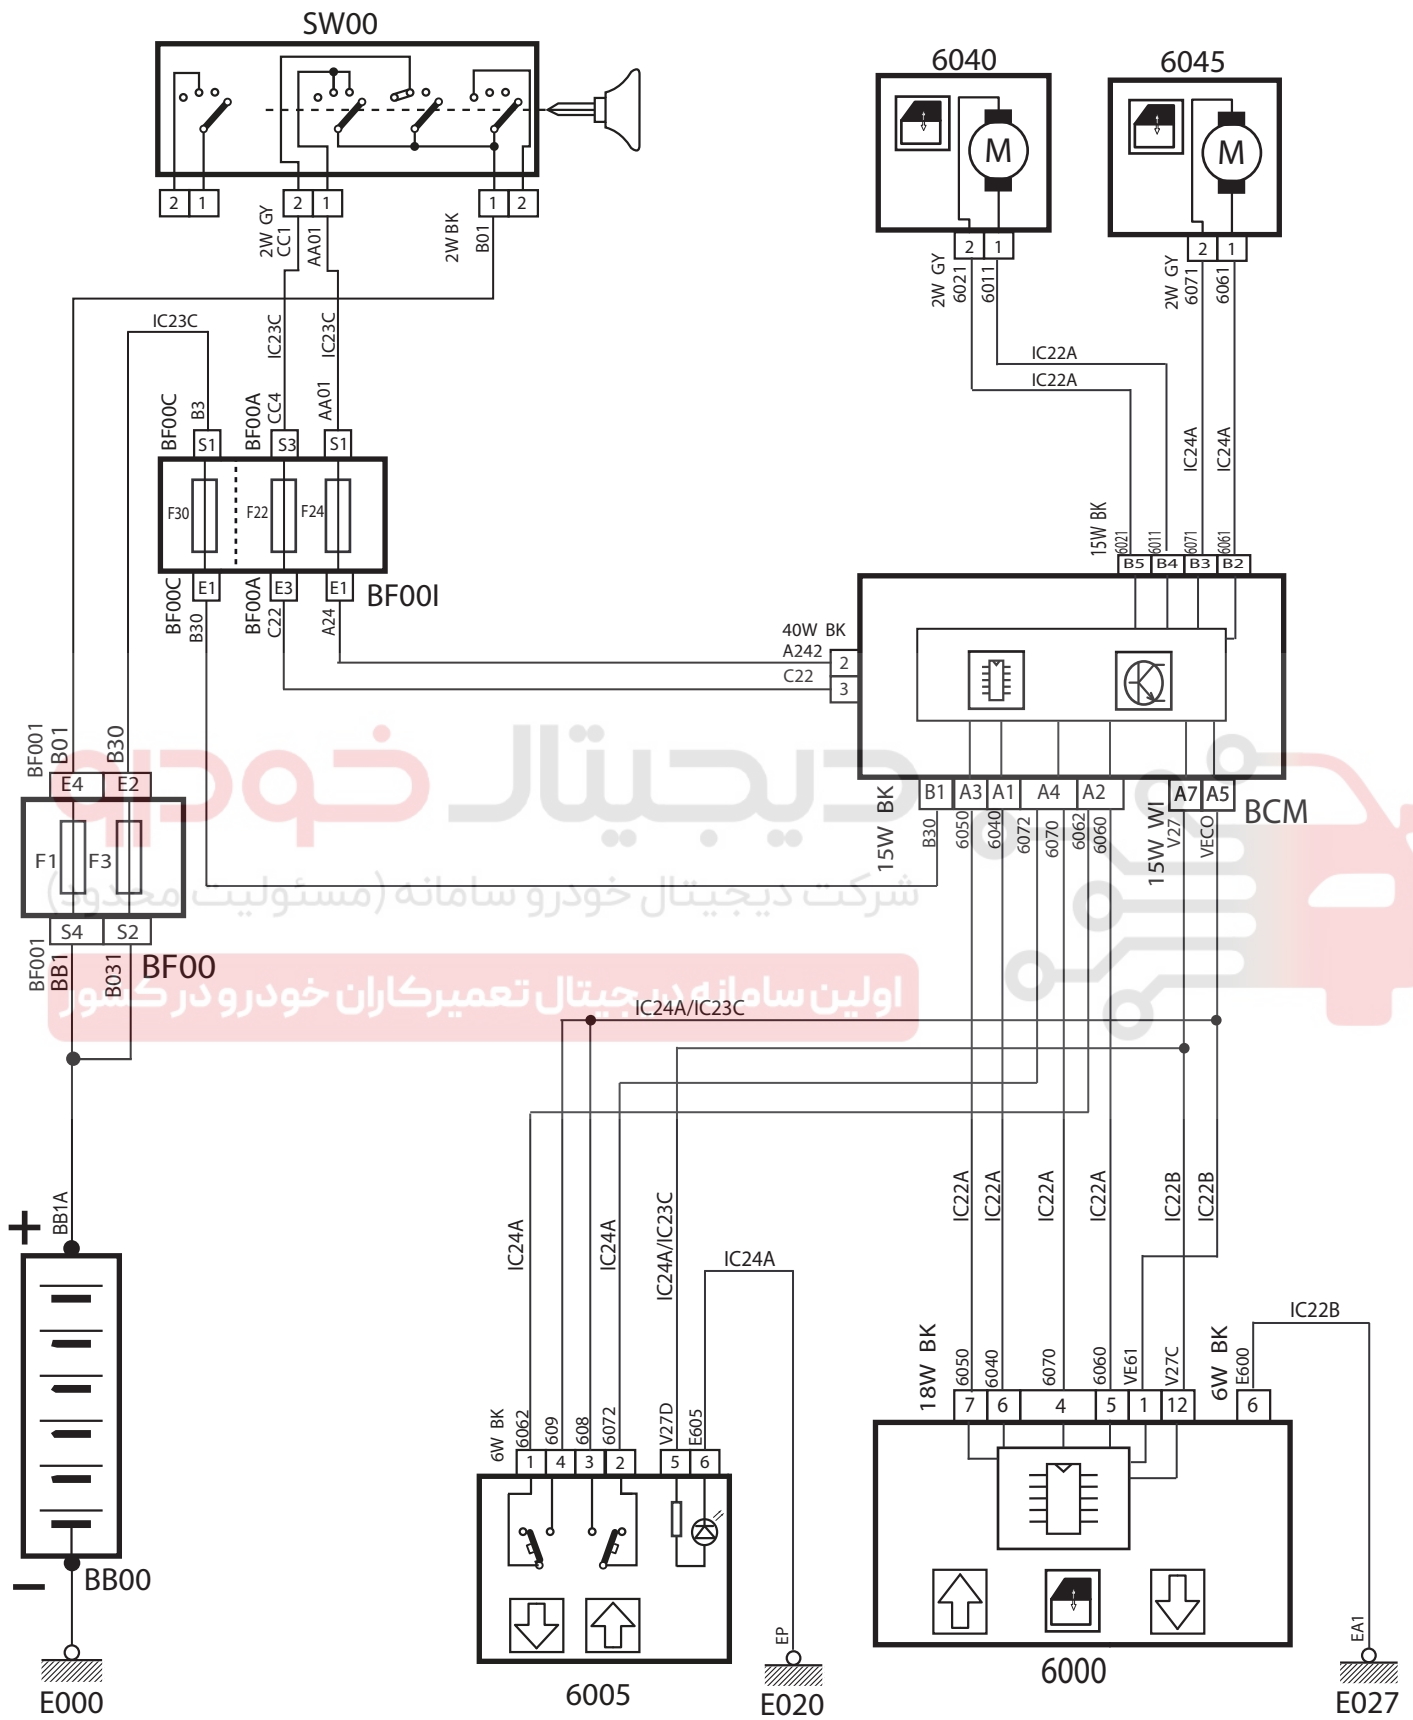 SW00
6040
6045
M
M
2 1
2 1
1 2
2 1
2 1
2W GY
CC1
AA01
2W BK
B01
2W GY
6021
6011
2W GY
6071
6061
IC23C
IC23C
IC23C
IC22A
IC22A
IC24A
IC24A
BF00C
B3
BF00A
CC4
AA01
S1
S3
S1
F30
F22
F24
15W BK
6021
6011
6071
6061
B5 B4 B3 B2
E1
E3
E1
BF00I
BF00C
B30
BF00A
C22
A24
40W BK
A242
2
C22
3
BF001
B01
B30
دیجیتال خودرو
E4 E2
B1 A3 A1 A4 A2
A7 A5
BCM
15W BK
B30
6050
6040
6072
6070
6062
6060
15W WI
V27
VECO
F1
F3
شرکت دیجیتال خودرو سامانه (مسئولیت محدود)
S4 S2
BF001
BB1
B031
BF00
اولین سامانه دیجیتال تعمیرکاران خودرو در کشور
IC24A/IC23C
BB1A
IC24A
IC24A
IC24A/IC23C
IC24A
IC22A
IC22A
IC22A
IC22A
IC22B
IC22B
IC22B
+
18W BK
6050
6040
6070
6060
VE61
V27C
6W BK
E600
7 6 4 5 1 12
6
6W BK
6062
609
608
6072
V27D
E605
1 4 3 2
5 6
–
BB00
EP
EA1
E000
6005
E020
6000
E027